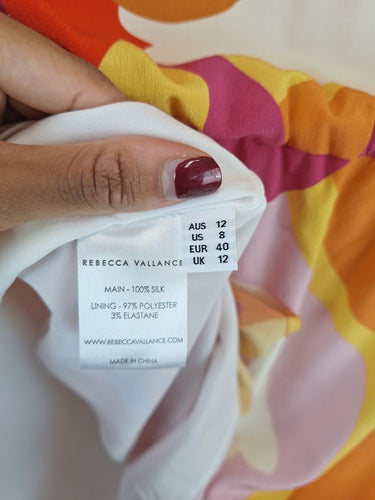 AUS 12
US 8
EUR 40
UK 12
REBECCA VALLANCE
MAIN - 100% SILK
LINING - 97% POLYESTER
3% ELASTANE
WWW.REBECCAVALLANCE.COM
MADE IN CHINA